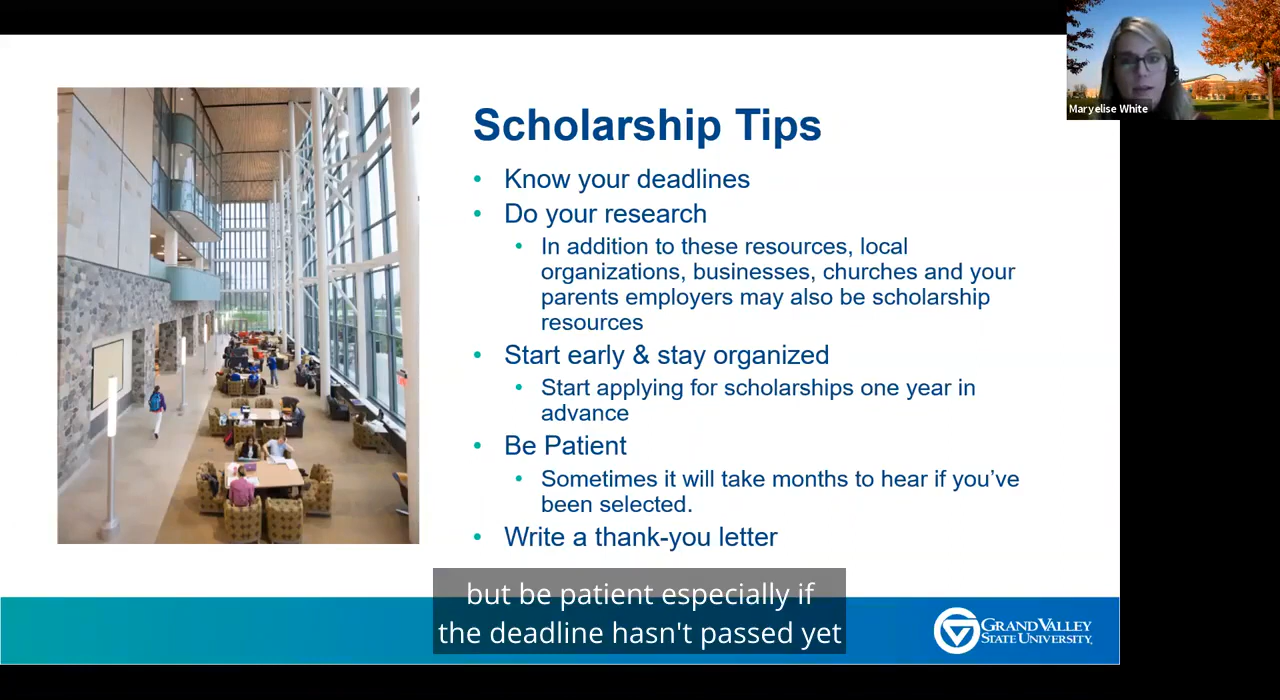 Maryelise White
Scholarship Tips
• Know your deadlines
• Do your research
• In addition to these resources, local
organizations, businesses, churches and your
parents employers may also be scholarship
resources
• Start early & stay organized
• Start applying for scholarships one year in
advance
• Be Patient
• Sometimes it will take months to hear if you’ve
been selected.
• Write a thank-you letter
but be patient especially if
the deadline hasn't passed yet
GRAND VALLEY
STATE UNIVERSITY.